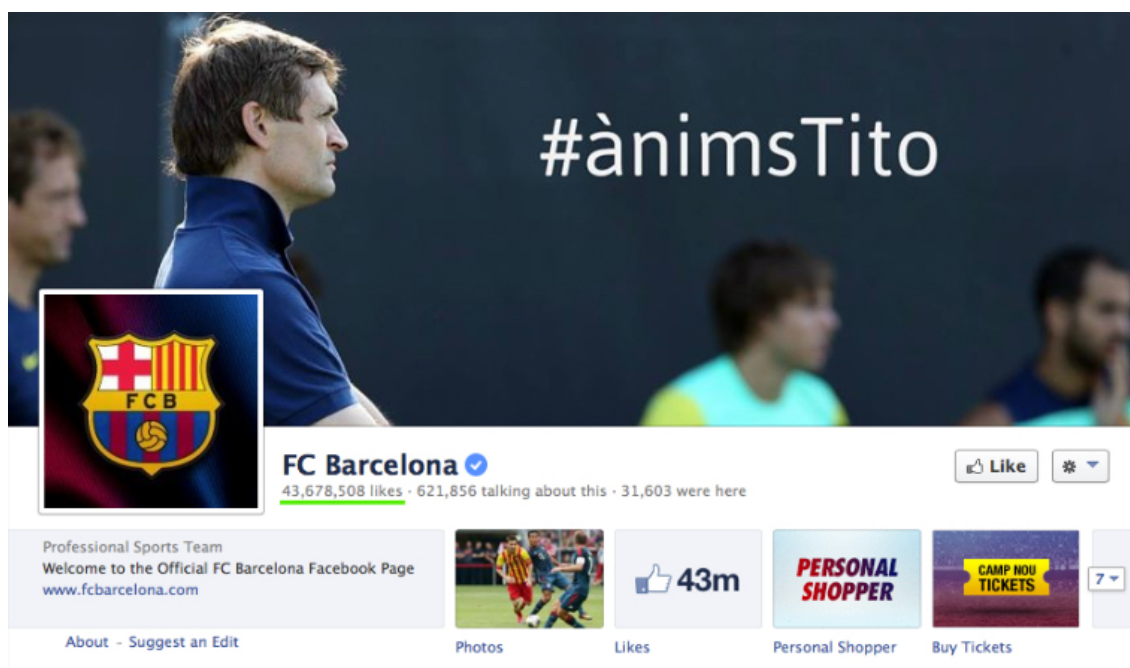 #ànimsTito
FCB
FC Barcelona
Like
43,678,508 likes · 621,856 talking about this · 31,603 were here
Professional Sports Team
Welcome to the Official FC Barcelona Facebook Page
www.fcbarcelona.com
About - Suggest an Edit
Photos
43m
Likes
PERSONAL
SHOPPER
Personal Shopper
CAMP NOU
TICKETS
Buy Tickets
7